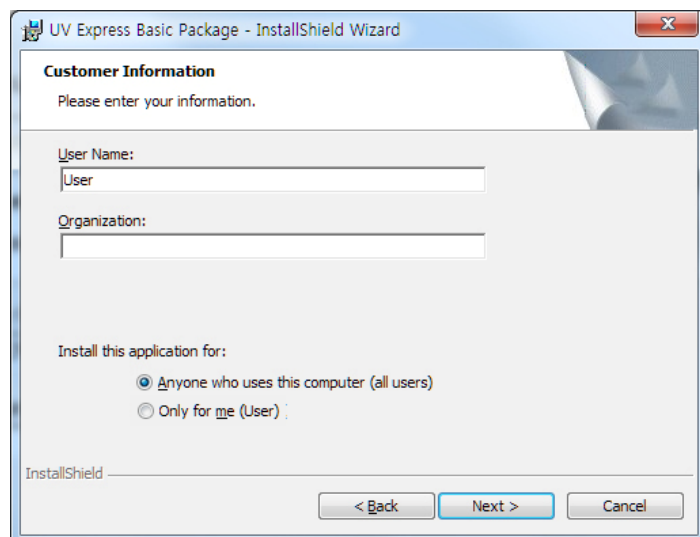 UV Express Basic Package - InstallShield Wizard
Customer Information
Please enter your information.
User Name:
User
Organization:
Install this application for:
Anyone who uses this computer (all users)
Only for me (User)
InstallShield
< Back
Next >
Cancel